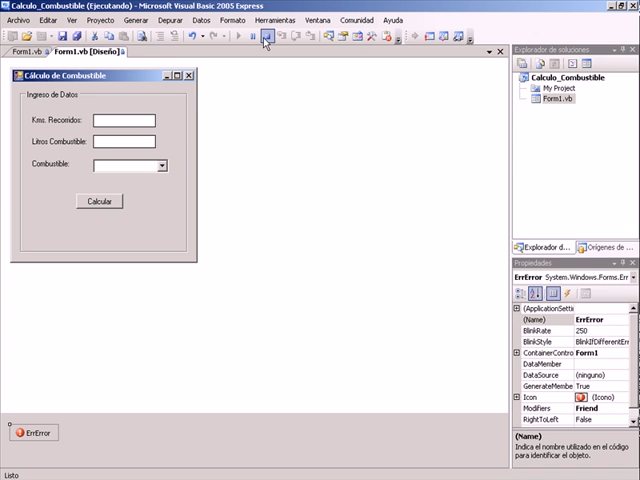 Calculo_Combustible (Ejecutando) - Microsoft Visual Basic 2005 Express
Archivo Editar Ver Proyecto Generar Depurar Datos Formato Herramientas Ventana Comunidad Ayuda
Form1.vb Form1.vb [Diseño]
Cálculo de Combustible
Ingreso de Datos
Kms. Recorridos:
Litros Combustible:
Combustible:
Calcular
ErrError
Listo
Explorador de soluciones
Calculo_Combustible
My Project
Form1.vb
Explorador d... Orígenes de ...
Propiedades
ErrError System.Windows.Forms.Err
(ApplicationSetti
(Name) ErrError
BlinkRate 250
BlinkStyle BlinkIfDifferentErr
ContainerContro Form1
DataMember
DataSource (ninguno)
GenerateMembe True
Icon (Icono)
Modifiers Friend
RightToLeft False
(Name)
Indica el nombre utilizado en el código
para identificar el objeto.